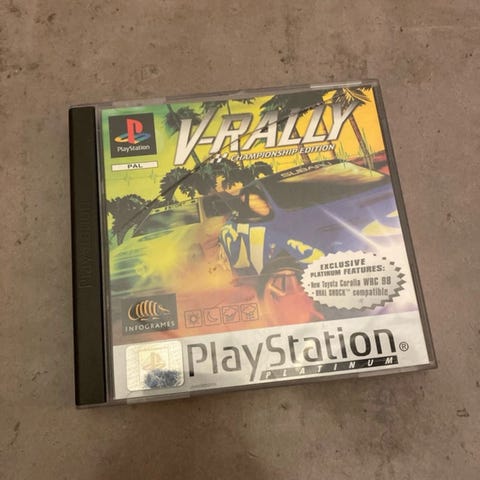 PlayStation
PAL
V-RALLY
CHAMPIONSHIP EDITION
SUBARU
EXCLUSIVE
PLATINUM FEATURES:
• New Toyota Corolla WRC 98
• DUAL SHOCK™ compatible
INFOGRAMES
PlayStation®
PLATINUM